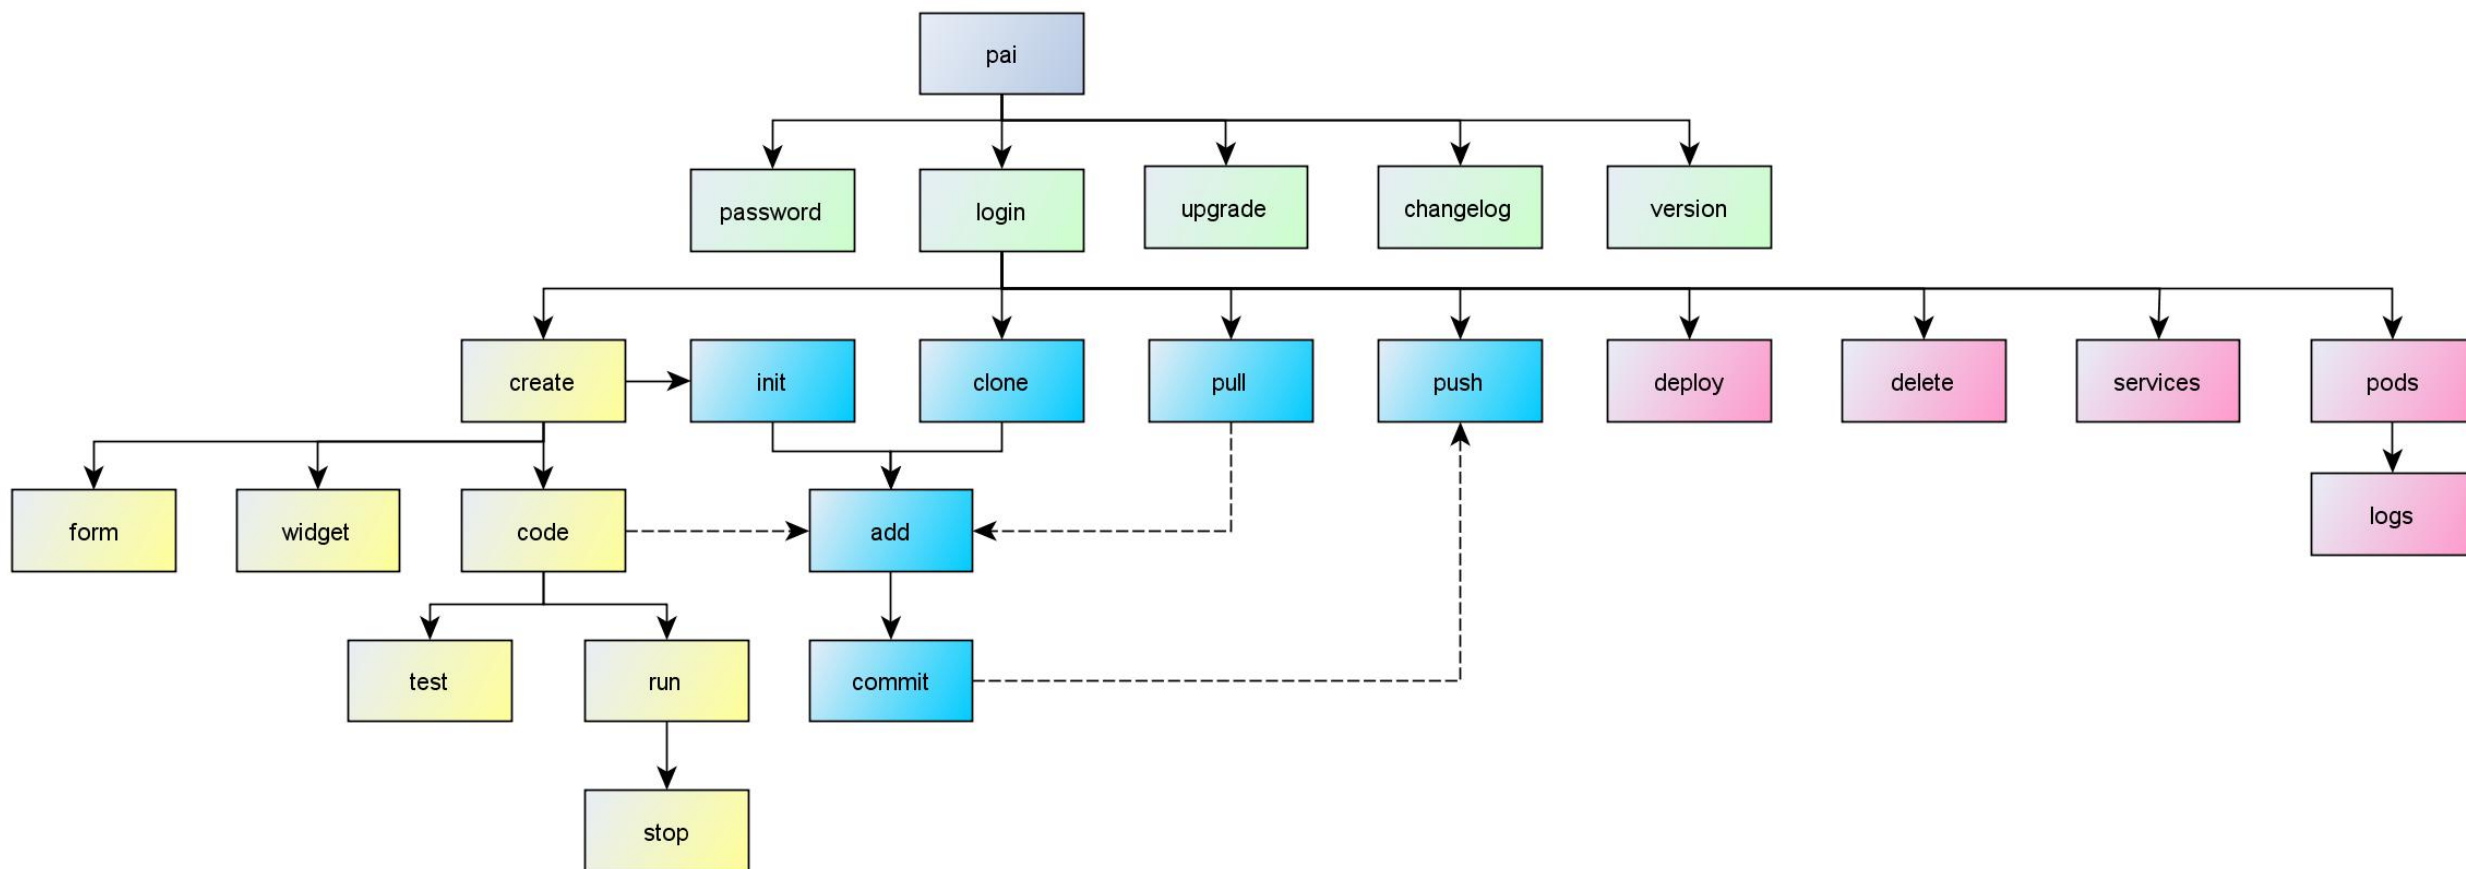 pai
password
login
upgrade
changelog
version
create
init
clone
pull
push
deploy
delete
services
pods
form
widget
code
add
logs
test
run
commit
stop